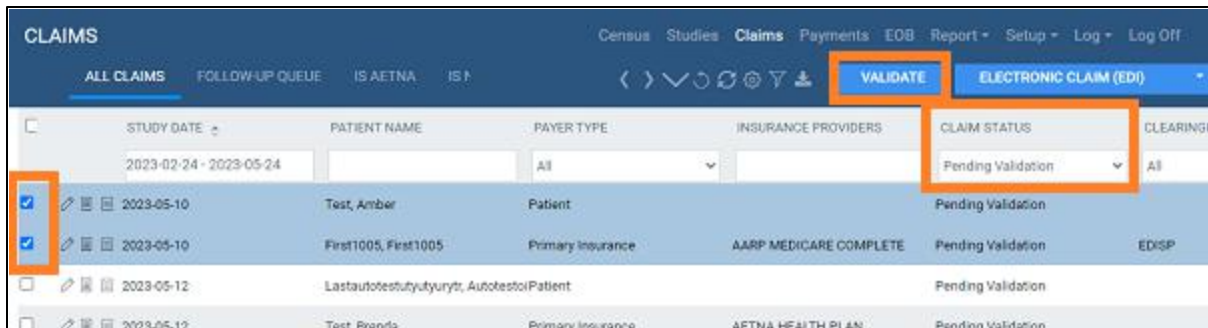 CLAIMS
Census Studies Claims Payments EOB Report Setup Log Log Off
ALL CLAIMS FOLLOW-UP QUEUE IS AETNA IS
VALIDATE ELECTRONIC CLAIM (EDI)
STUDY DATE PATIENT NAME PAYER TYPE INSURANCE PROVIDERS CLAIM STATUS CLEARING
2023-02-24 - 2023-05-24 All Pending Validation All
2023-05-10 Test, Amber Patient Pending Validation
2023-05-10 First1005, First1005 Primary Insurance AARP MEDICARE COMPLETE Pending Validation EDISP
2023-05-12 Patient Pending Validation
2023-05-12 Test, Brenda Primary Insurance AETNA HEALTH PLAN Pending Validation